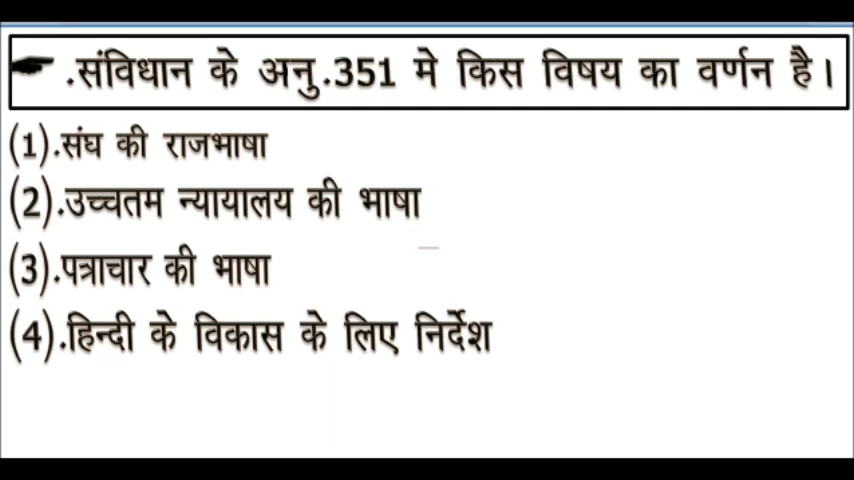 .संविधान के अनु.351 मे किस विषय का वर्णन है।
(1).संघ की राजभाषा
(2).उच्चतम न्यायालय की भाषा
(3).पत्राचार की भाषा
(4).हिन्दी के विकास के लिए निर्देश